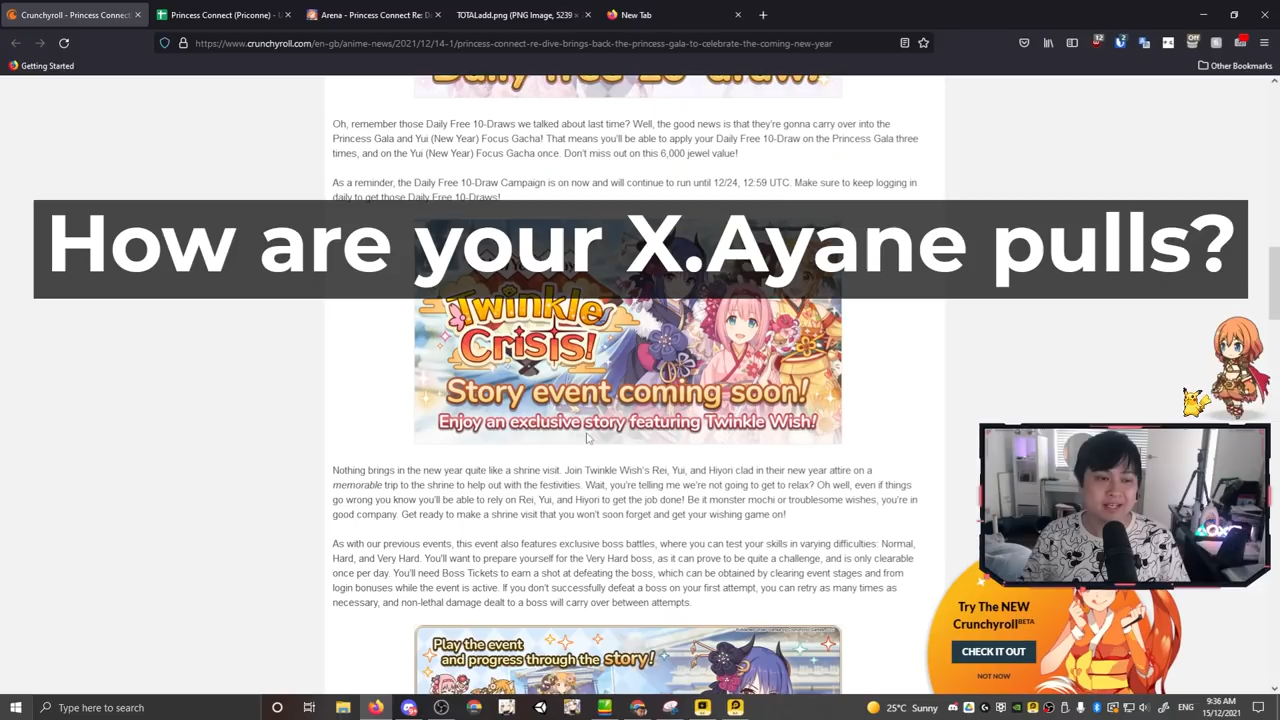 Crunchyroll - Princess Connect
Princess Connect (Priconne) - U
Arena - Princess Connect Re: D
TOTALadd.png (PNG Image, 5239 ×
New Tab
https://www.crunchyroll.com/en-gb/anime-news/2021/12/14-1/princess-connect-re-dive-brings-back-the-princess-gala-to-celebrate-the-coming-new-year
12
2
Off
Getting Started
Other Bookmarks
Daily free 10-draw!
Oh, remember those Daily Free 10-Draws we talked about last time? Well, the good news is that they're gonna carry over into the
Princess Gala and Yui (New Year) Focus Gacha! That means you'll be able to apply your Daily Free 10-Draw on the Princess Gala three
times, and on the Yui (New Year) Focus Gacha once. Don't miss out on this 6,000 jewel value!
As a reminder, the Daily Free 10-Draw Campaign is on now and will continue to run until 12/24, 12:59 UTC. Make sure to keep logging in
daily to get those Daily Free 10-Draws!
How are your X.Ayane pulls?
Twinkle
Crisis!
Story event coming soon!
Enjoy an exclusive story featuring Twinkle Wish!
Nothing brings in the new year quite like a shrine visit. Join Twinkle Wish's Rei, Yui, and Hiyori clad in their new year attire on a
memorable trip to the shrine to help out with the festivities. Wait, you're telling me we're not going to get to relax? Oh well, even if things
go wrong you know you'll be able to rely on Rei, Yui, and Hiyori to get the job done! Be it monster mochi or troublesome wishes, you're in
good company. Get ready to make a shrine visit that you won't soon forget and get your wishing game on!
As with our previous events, this event also features exclusive boss battles, where you can test your skills in varying difficulties: Normal,
Hard, and Very Hard. You'll want to prepare yourself for the Very Hard boss, as it can prove to be quite a challenge, and is only clearable
once per day. You'll need Boss Tickets to earn a shot at defeating the boss, which can be obtained by clearing event stages and from
login bonuses while the event is active. If you don't successfully defeat a boss on your first attempt, you can retry as many times as
necessary, and non-lethal damage dealt to a boss will carry over between attempts.
Play the event
and progress through the story!
Try The NEW
Crunchyroll BETA
CHECK IT OUT
NOT NOW
Type here to search
25°C Sunny
9:36 AM
15/12/2021